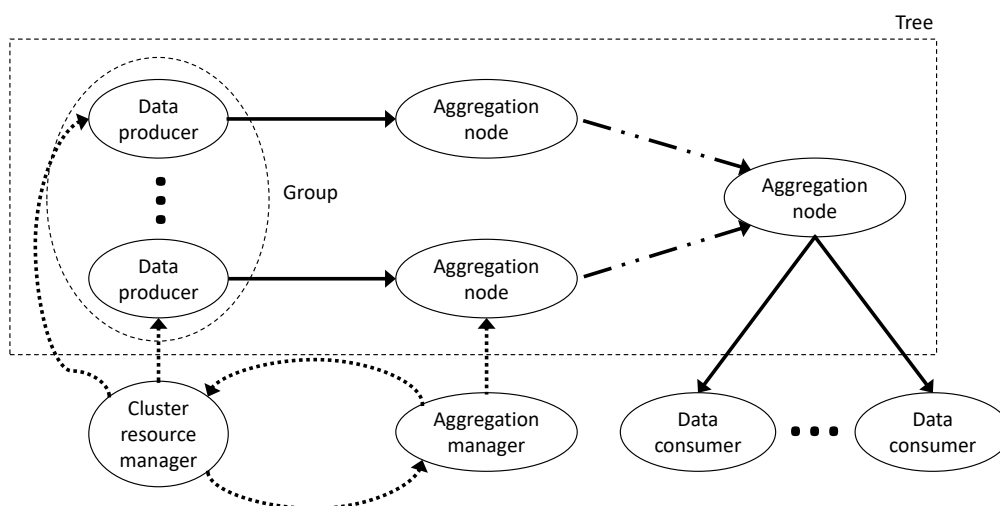 Tree
Data
producer
Aggregation
node
Group
Aggregation
node
Data
producer
Aggregation
node
Cluster
resource
manager
Aggregation
manager
Data
consumer
Data
consumer